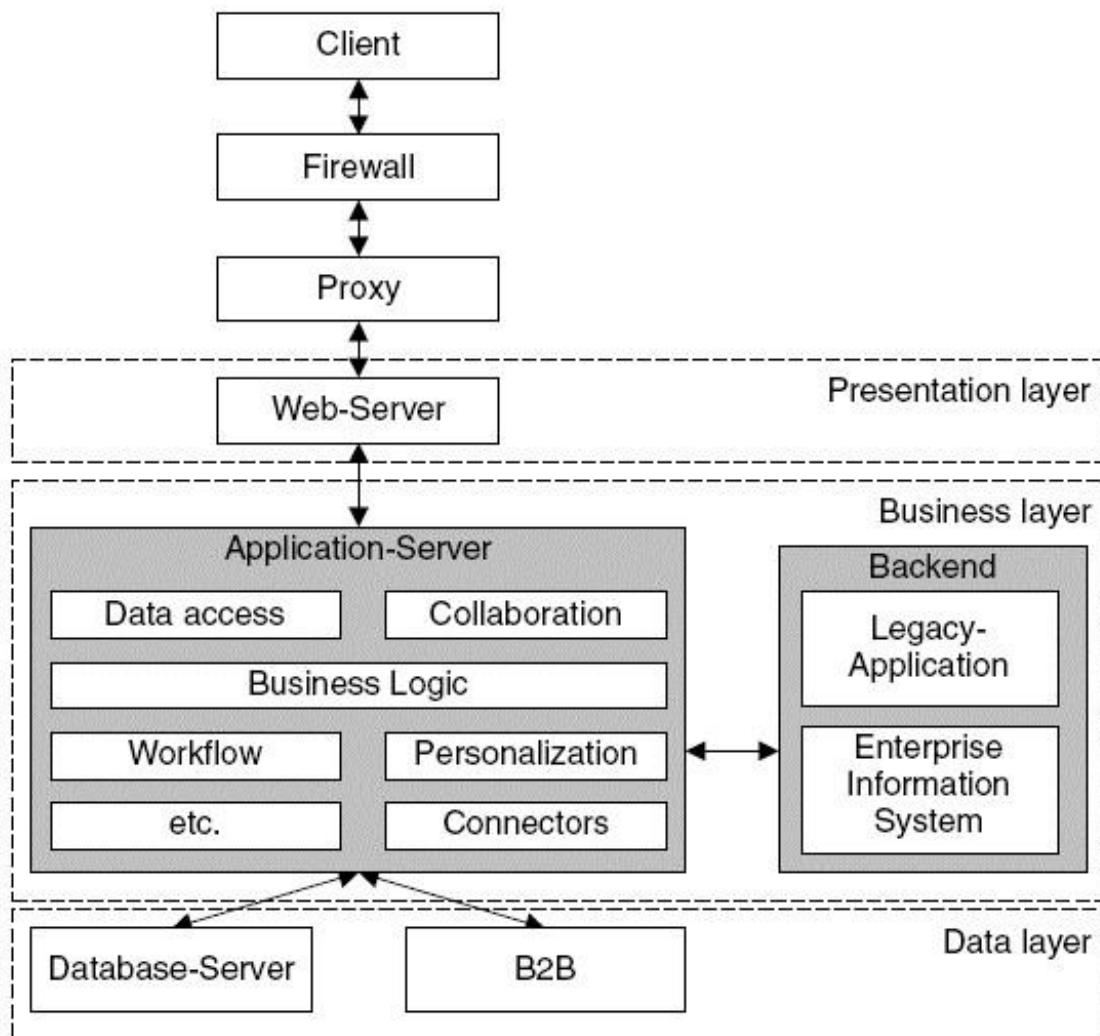 Client
Firewall
Proxy
Presentation layer
Web-Server
Business layer
Application-Server
Data access
Collaboration
Business Logic
Workflow
Personalization
etc.
Connectors
Backend
Legacy-
Application
Enterprise
Information
System
Data layer
Database-Server
B2B